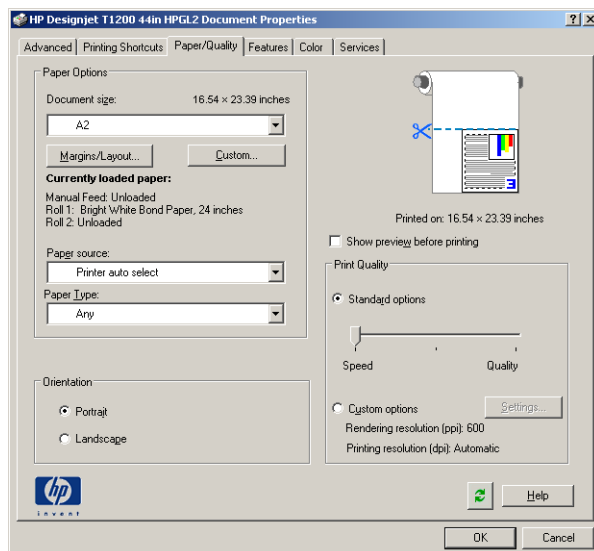 HP Designjet T1200 44in HPGL2 Document Properties
Advanced Printing Shortcuts Paper/Quality Features Color Services
Paper Options
Document size: 16.54 × 23.39 inches
A2
Margins/Layout... Custom...
Currently loaded paper:
Manual Feed: Unloaded
Roll 1: Bright White Bond Paper, 24 inches
Roll 2: Unloaded
Paper source:
Printer auto select
Paper Type:
Any
Orientation
Portrait
Landscape
3
Printed on: 16.54 × 23.39 inches
Show preview before printing
Print Quality
Standard options
Speed Quality
Custom options Settings...
Rendering resolution (ppi): 600
Printing resolution (dpi): Automatic
hp
invent
Help
OK Cancel